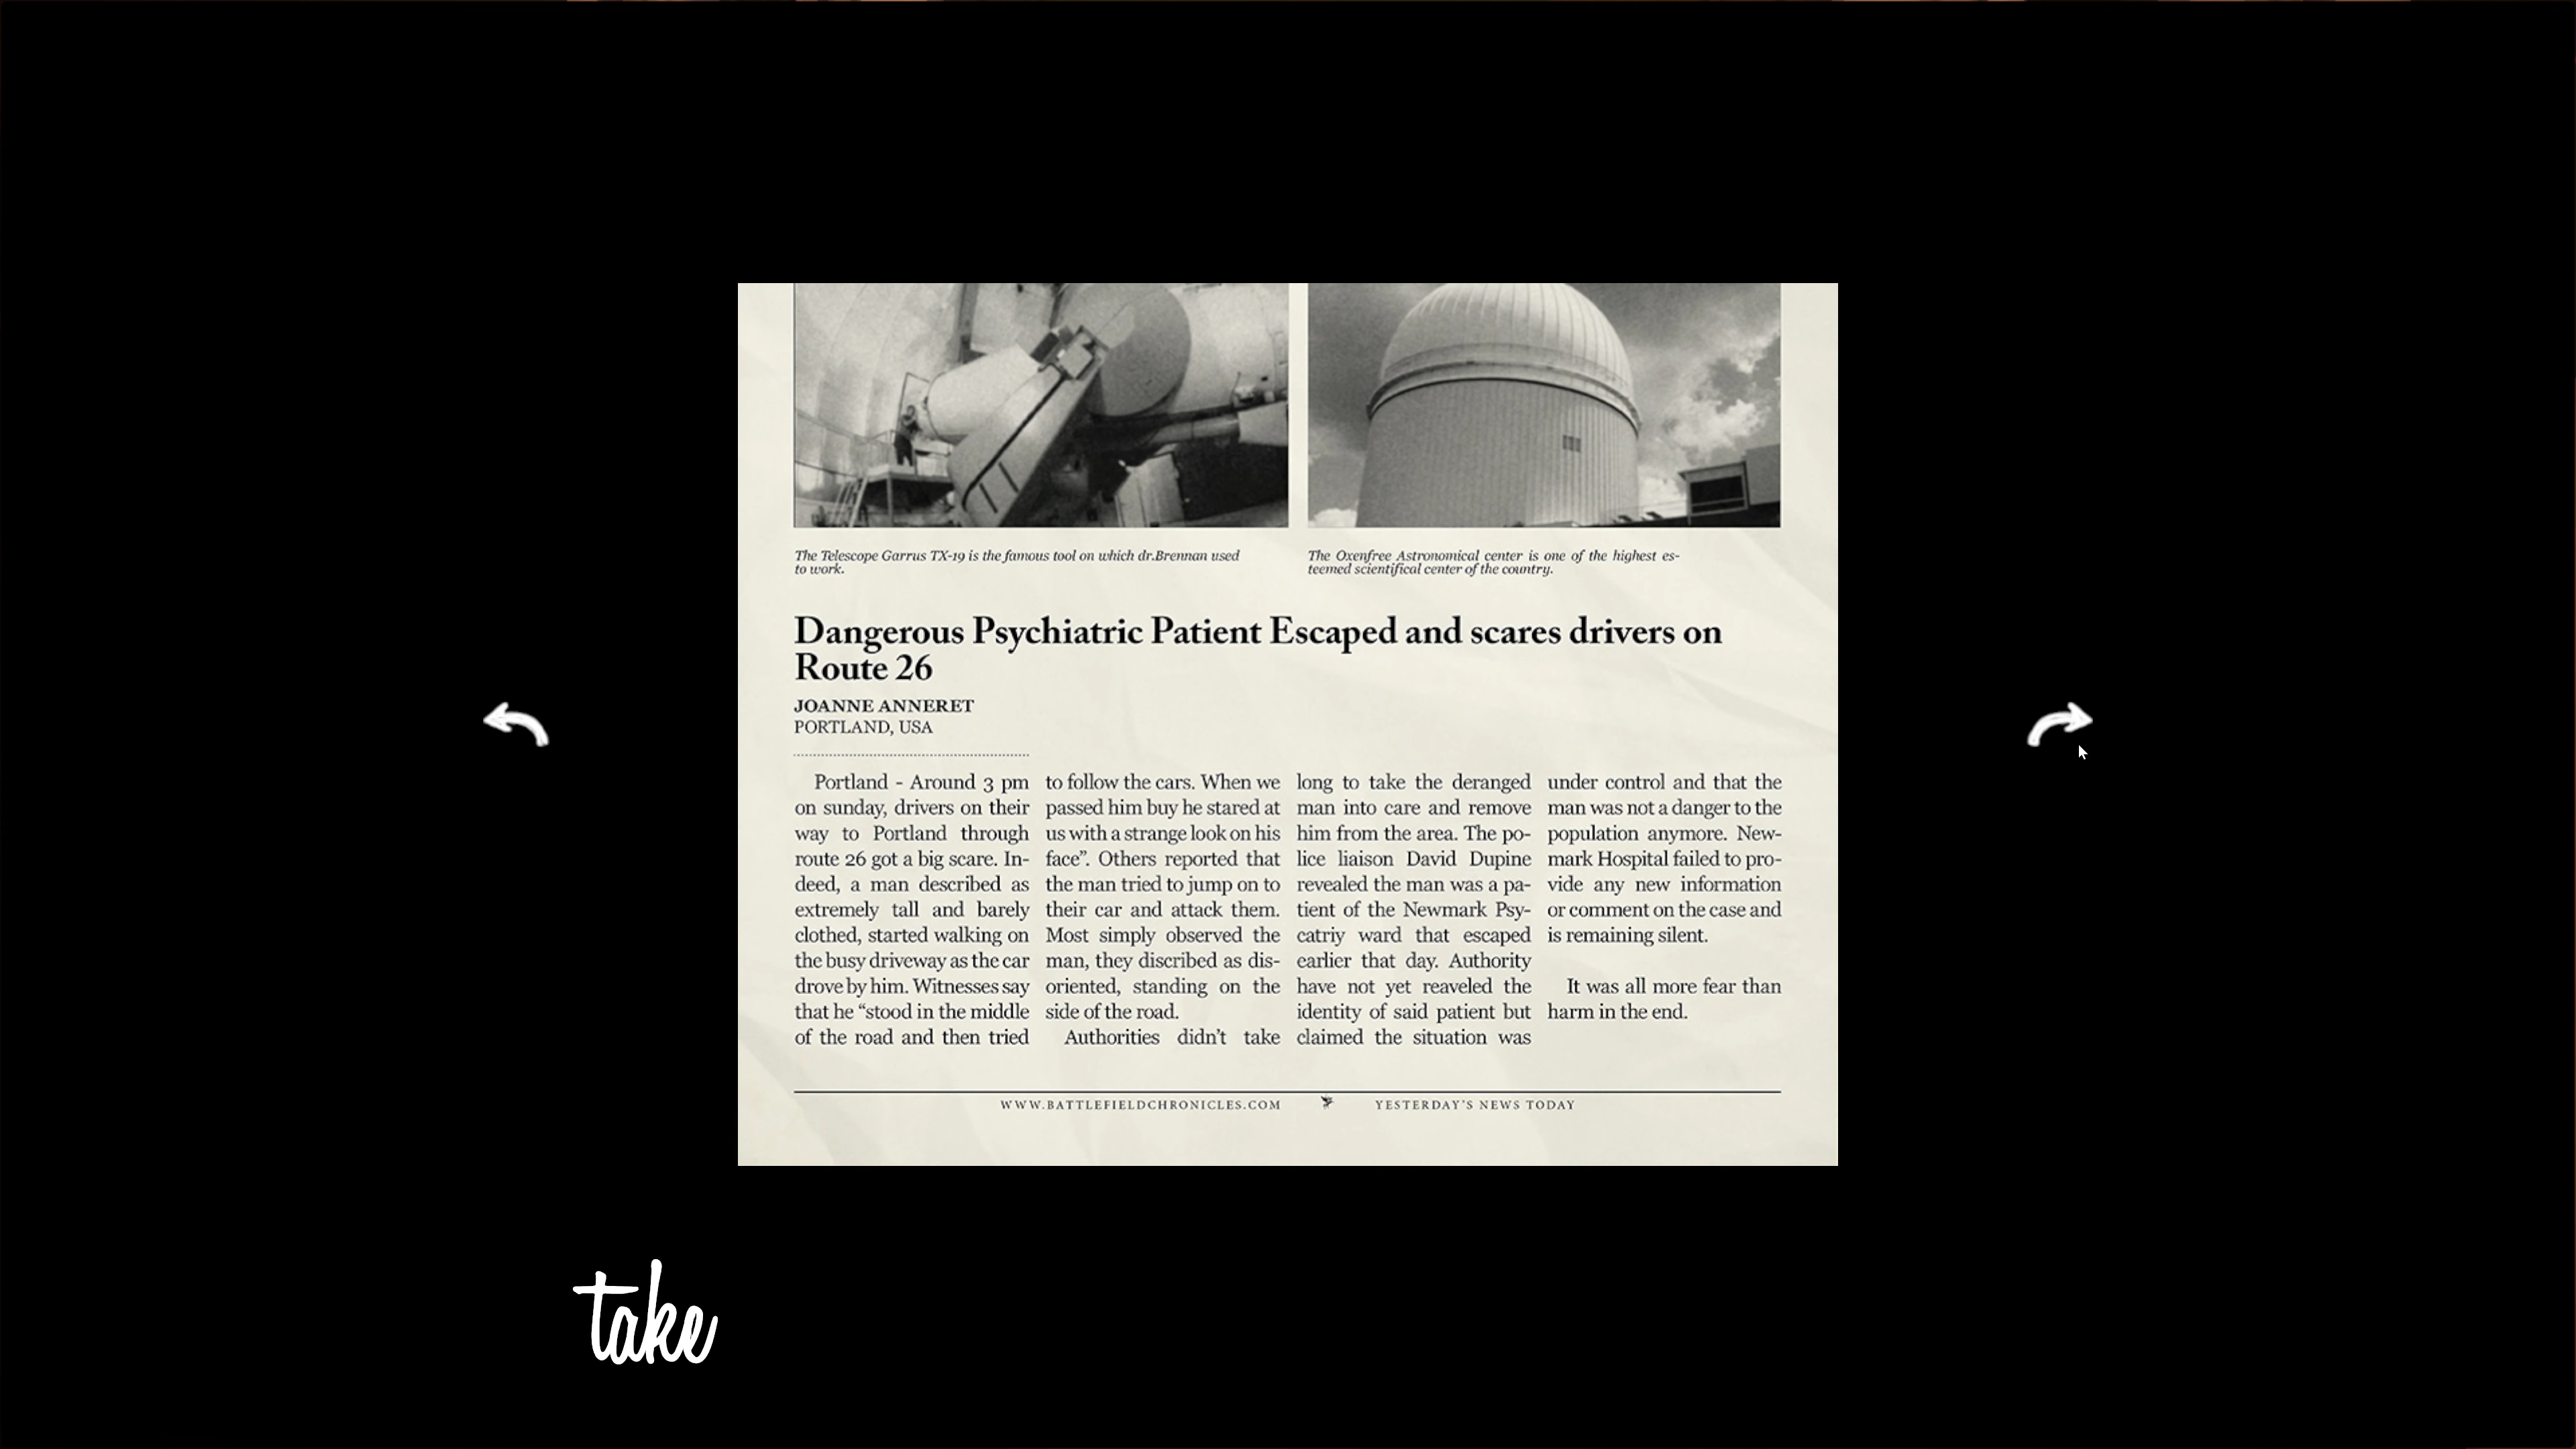 The Telescope Garrus TX-19 is the famous tool on which dr.Brennan used
to work.
The Oxenfree Astronomical center is one of the highest es-
teemed scientifical center of the country.
Dangerous Psychiatric Patient Escaped and scares drivers on
Route 26
JOANNE ANNERET
PORTLAND, USA
Portland - Around 3 pm
on sunday, drivers on their
way to Portland through
route 26 got a big scare. In-
deed, a man described as
extremely tall and barely
clothed, started walking on
the busy driveway as the car
drove by him. Witnesses say
that he “stood in the middle
of the road and then tried
to follow the cars. When we
passed him buy he stared at
us with a strange look on his
face”. Others reported that
the man tried to jump on to
their car and attack them.
Most simply observed the
man, they discribed as dis-
oriented, standing on the
side of the road.
Authorities didn’t take
long to take the deranged
man into care and remove
him from the area. The po-
lice liaison David Dupine
revealed the man was a pa-
tient of the Newmark Psy-
catriy ward that escaped
earlier that day. Authority
have not yet reaveled the
identity of said patient but
claimed the situation was
under control and that the
man was not a danger to the
population anymore. New-
mark Hospital failed to pro-
vide any new information
or comment on the case and
is remaining silent.
It was all more fear than
harm in the end.
WWW.BATTLEFIELDCHRONICLES.COM
YESTERDAY’S NEWS TODAY
take